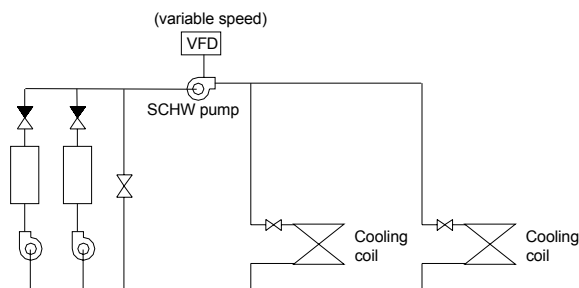 (variable speed)
VFD
SCHW pump
Cooling
coil
Cooling
coil